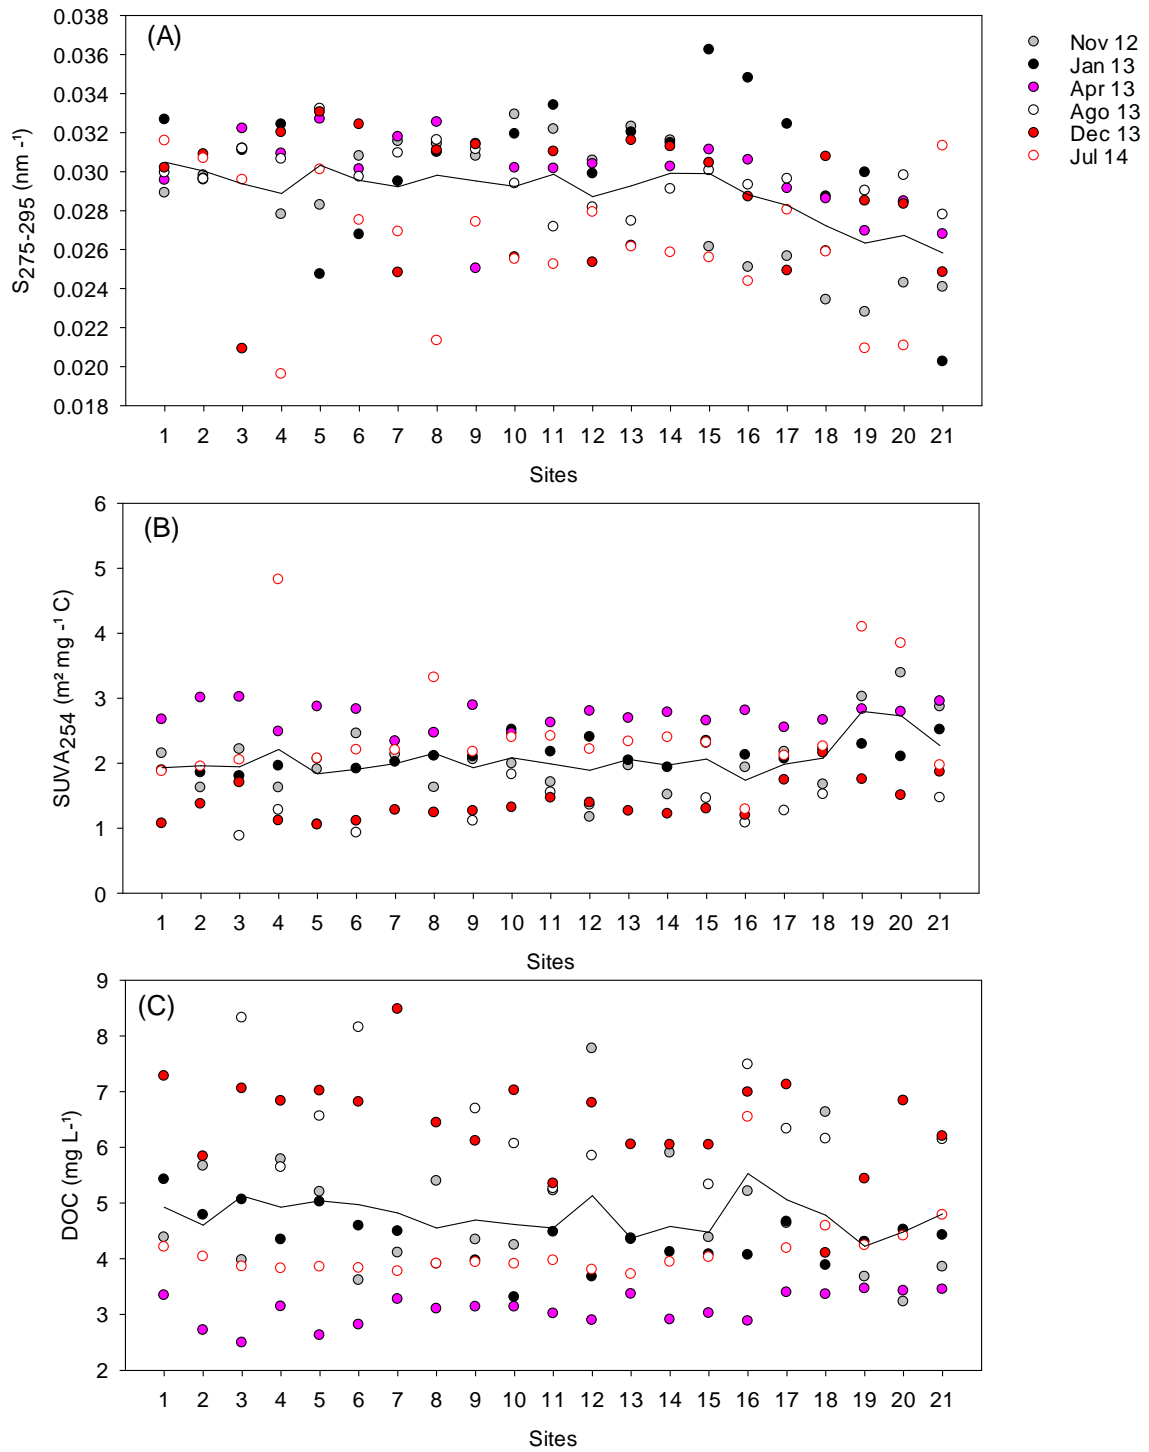 (A)
0.038
0.036
0.034
0.032
0.030
0.028
0.026
0.024
0.022
0.020
0.018
S275-295 (nm -1)
1 2 3 4 5 6 7 8 9 10 11 12 13 14 15 16 17 18 19 20 21
Sites
Nov 12
Jan 13
Apr 13
Ago 13
Dec 13
Jul 14
(B)
6
5
4
3
2
1
0
SUVA254 (m² mg -¹ C)
1 2 3 4 5 6 7 8 9 10 11 12 13 14 15 16 17 18 19 20 21
Sites
(C)
9
8
7
6
5
4
3
2
DOC (mg L-¹)
1 2 3 4 5 6 7 8 9 10 11 12 13 14 15 16 17 18 19 20 21
Sites